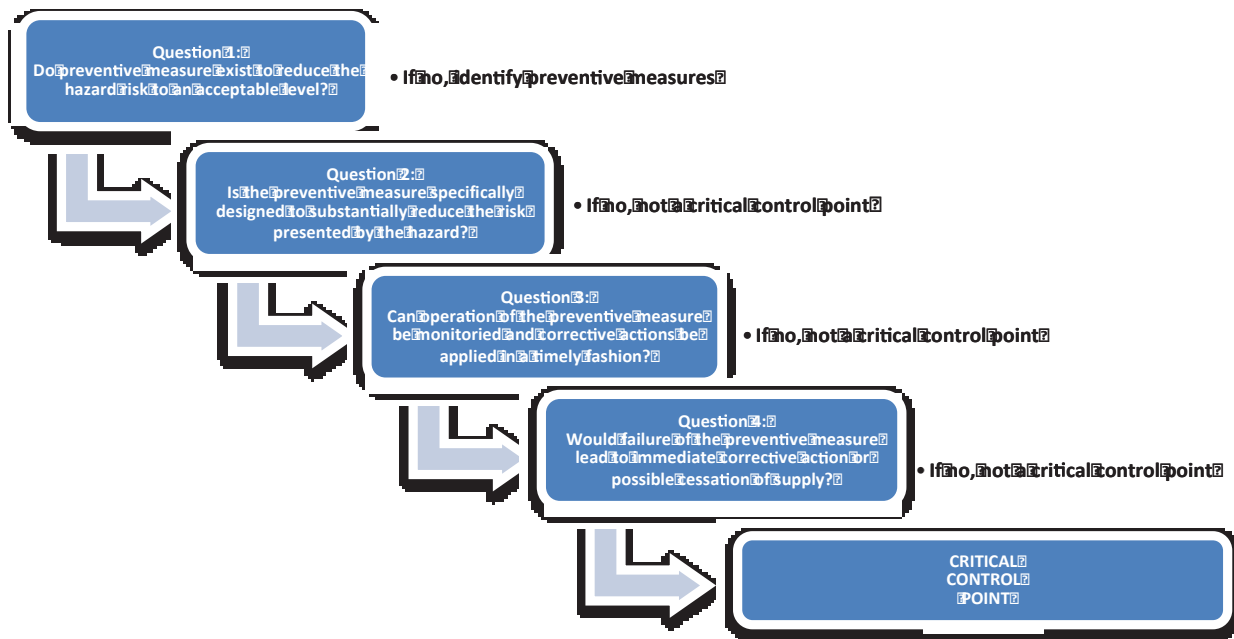 Question 1:
Do preventive measure exist to reduce the
hazard risk to an acceptable level?
• If no, identify preventive measures
Question 2:
Is the preventive measure specifically
designed to substantially reduce the risk
presented by the hazard?
• If no, not a critical control point
Question 3:
Can operation of the preventive measure
be monitoried and corrective actions be
applied in a timely fashion?
• If no, not a critical control point
Question 4:
Would failure of the preventive measure
lead to immediate corrective action or
possible cessation of supply?
• If no, not a critical control point
CRITICAL
CONTROL
POINT